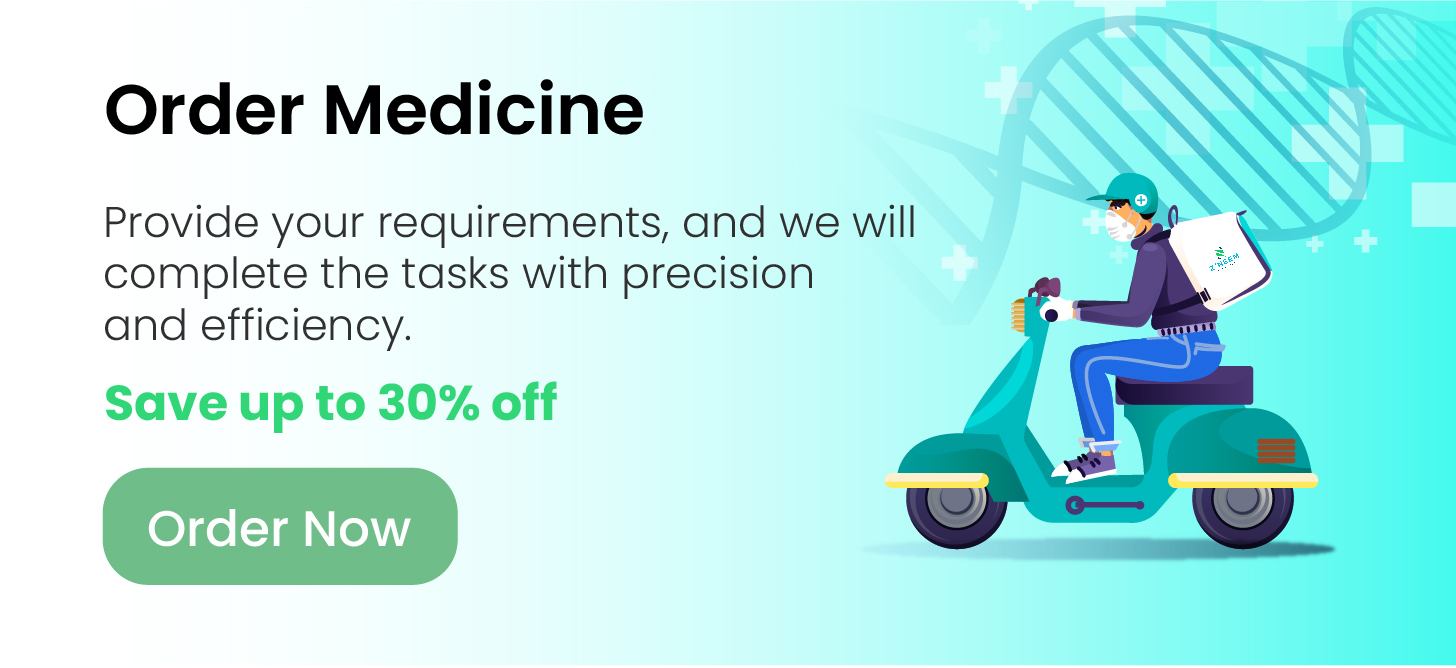 Order Medicine
Provide your requirements, and we will
complete the tasks with precision
and efficiency.
Save up to 30% off
Order Now
Z'NEEM